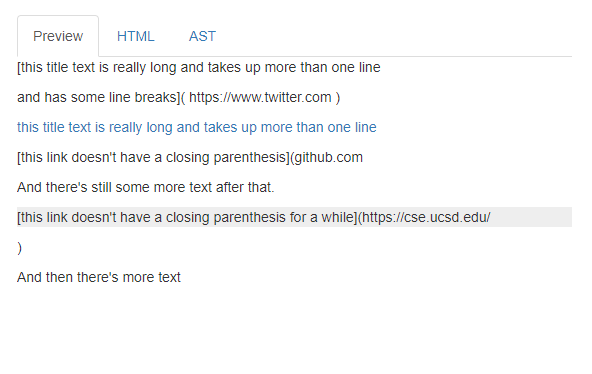 Preview HTML AST
[this title text is really long and takes up more than one line
and has some line breaks]( https://www.twitter.com )
this title text is really long and takes up more than one line
[this link doesn't have a closing parenthesis](github.com
And there's still some more text after that.
[this link doesn't have a closing parenthesis for a while](https://cse.ucsd.edu/
)
And then there's more text